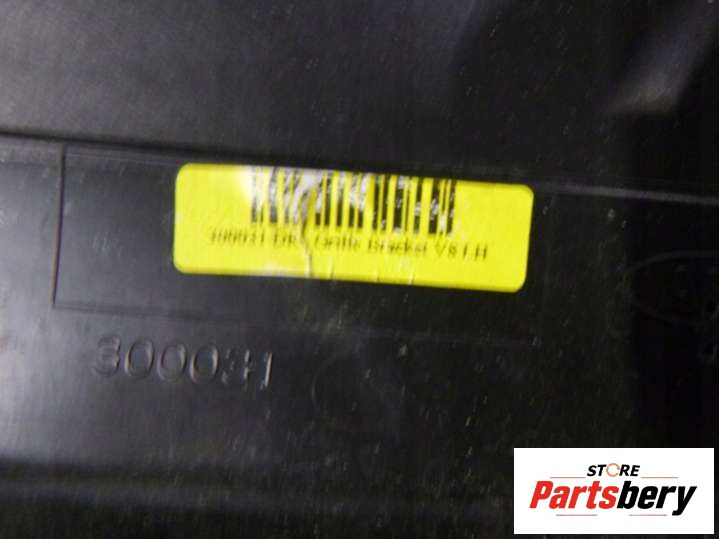 300031 Grille Bracket V8 LH
300031
STORE
Partsbery